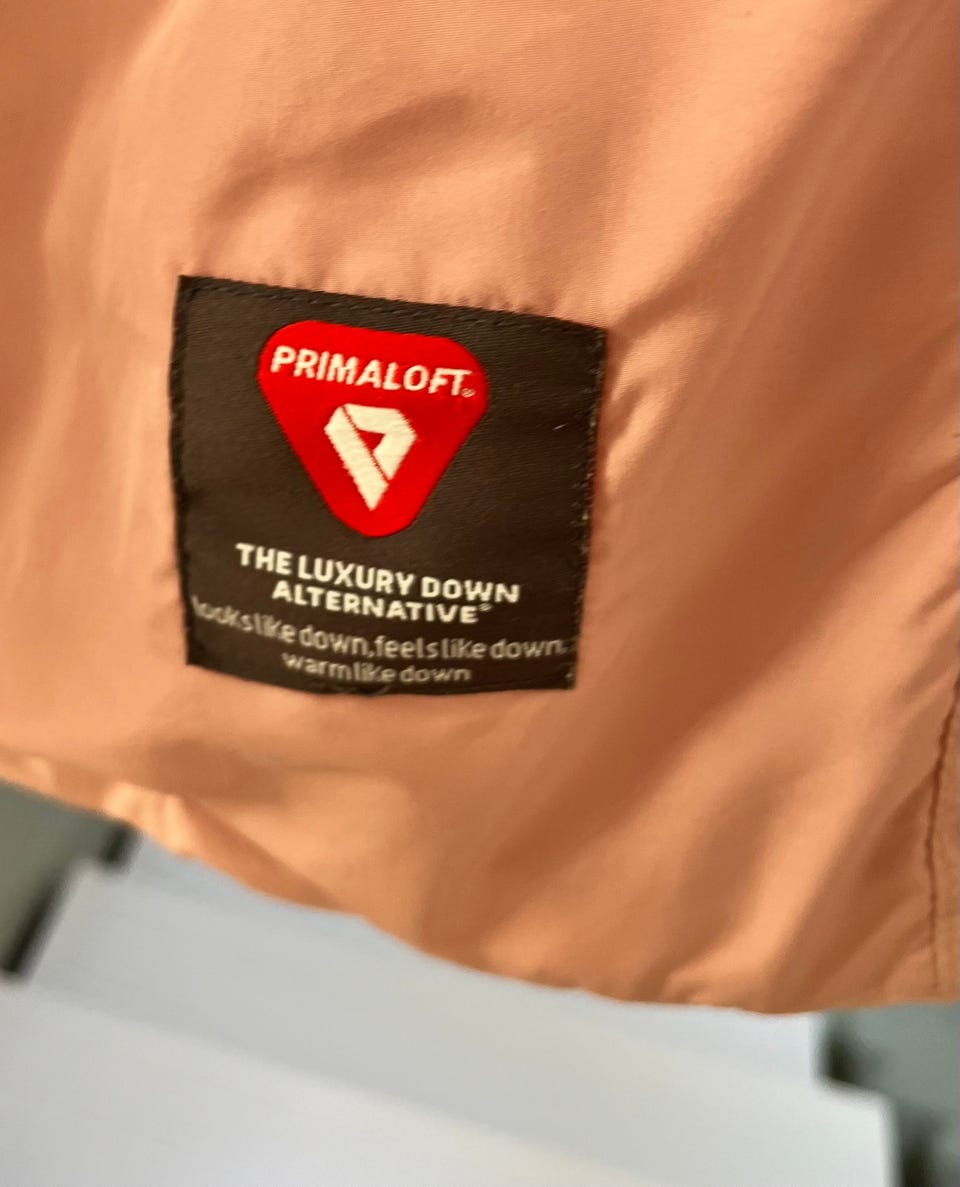 PRIMALOFT®
THE LUXURY DOWN
ALTERNATIVE®
looks like down, feels like down,
warm like down